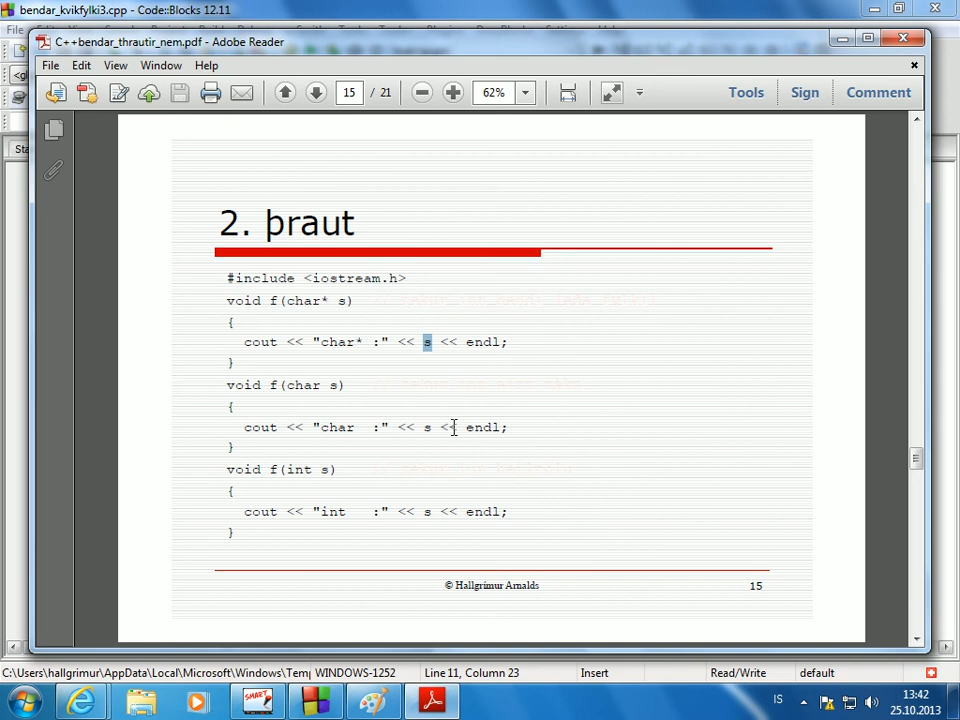 bendar_kvikfylki3.cpp - Code::Blocks 12.11
C++bendar_thrautir_nem.pdf - Adobe Reader
File Edit View Window Help
15 / 21 62% Tools Sign Comment
2. þraut
#include <iostream.h>
void f(char* s)
{
cout << "char* :" << s << endl;
}
void f(char s)
{
cout << "char :" << s << endl;
}
void f(int s)
{
cout << "int :" << s << endl;
}
© Hallgrímur Arnalds 15
C:\Users\hallgrimur\AppData\Local\Microsoft\Windows\Temp WINDOWS-1252 Line 11, Column 23 Insert Read/Write default
SMART IS 13:42
25.10.2013